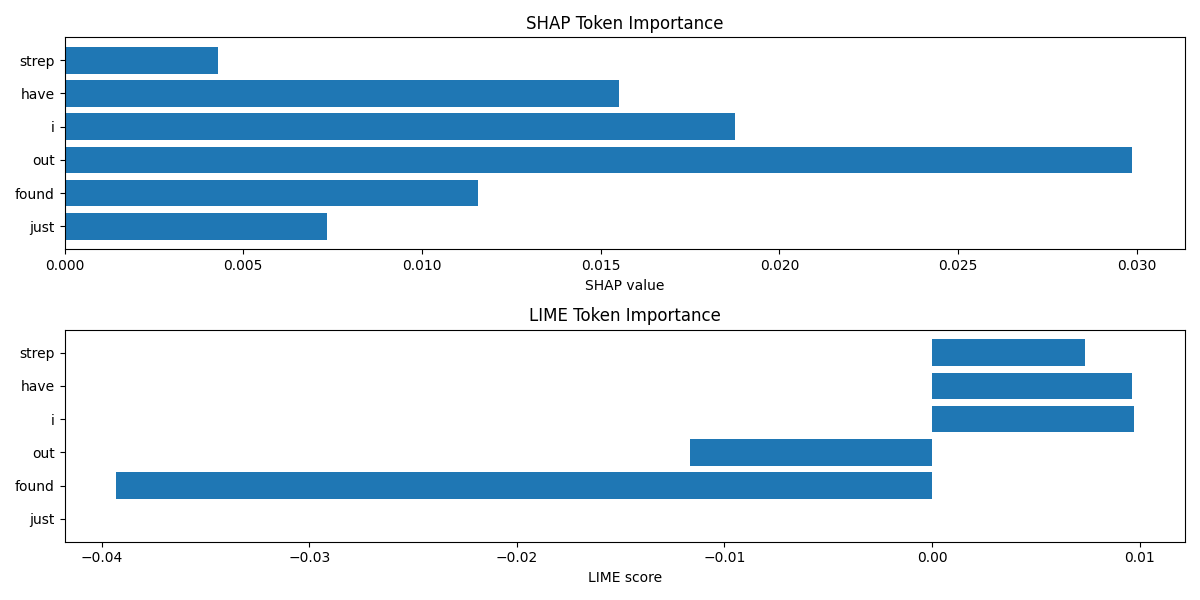 SHAP Token Importance
strep
have
i
out
found
just
0.000 0.005 0.010 0.015 0.020 0.025 0.030
SHAP value
LIME Token Importance
strep
have
i
out
found
just
−0.04 −0.03 −0.02 −0.01 0.00 0.01
LIME score